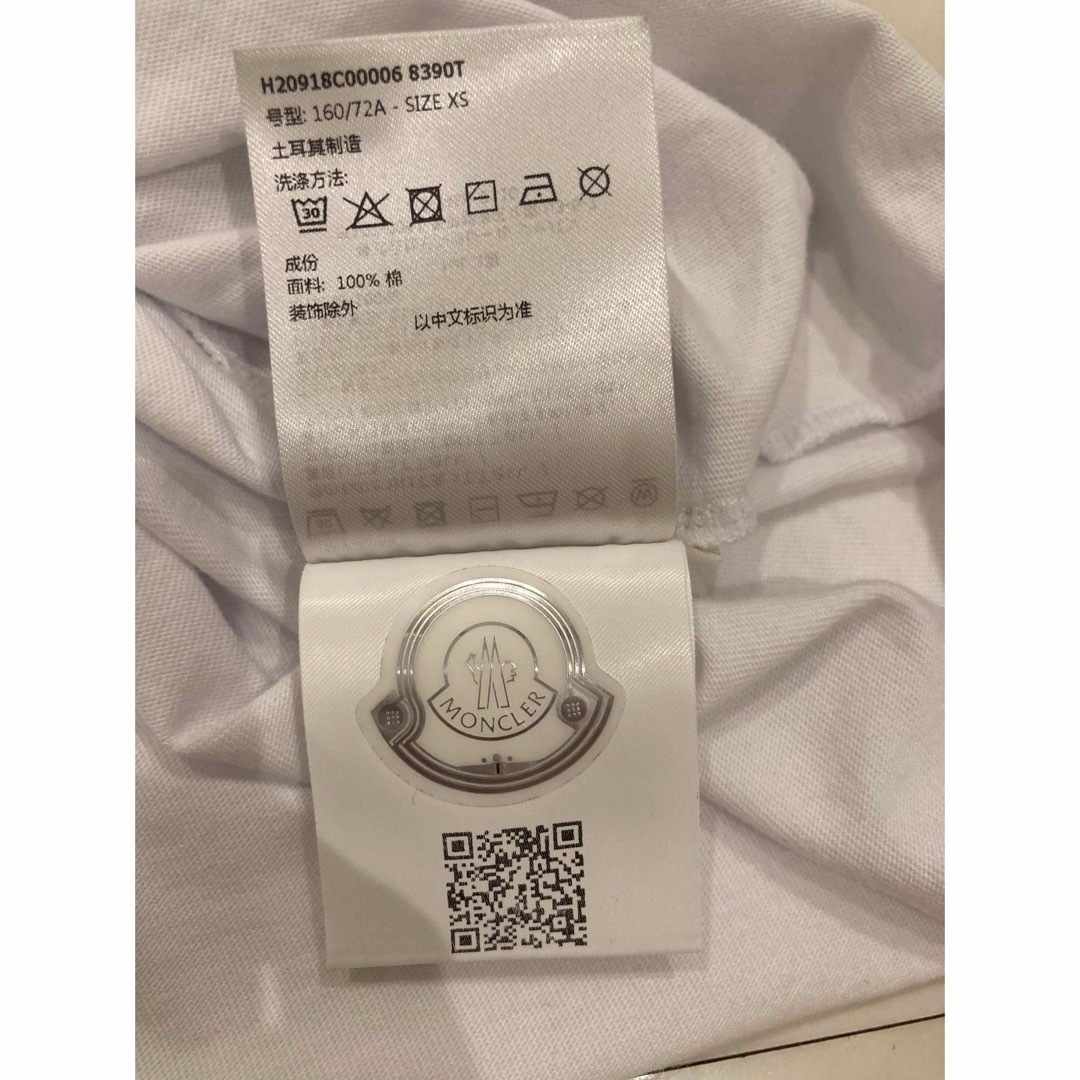 H20918C00006 8390T
号型: 160/72A - SIZE XS
土耳其制造
洗涤方法:
30
成份
面料: 100% 棉
装饰除外
以中文标识为准
MONCLER